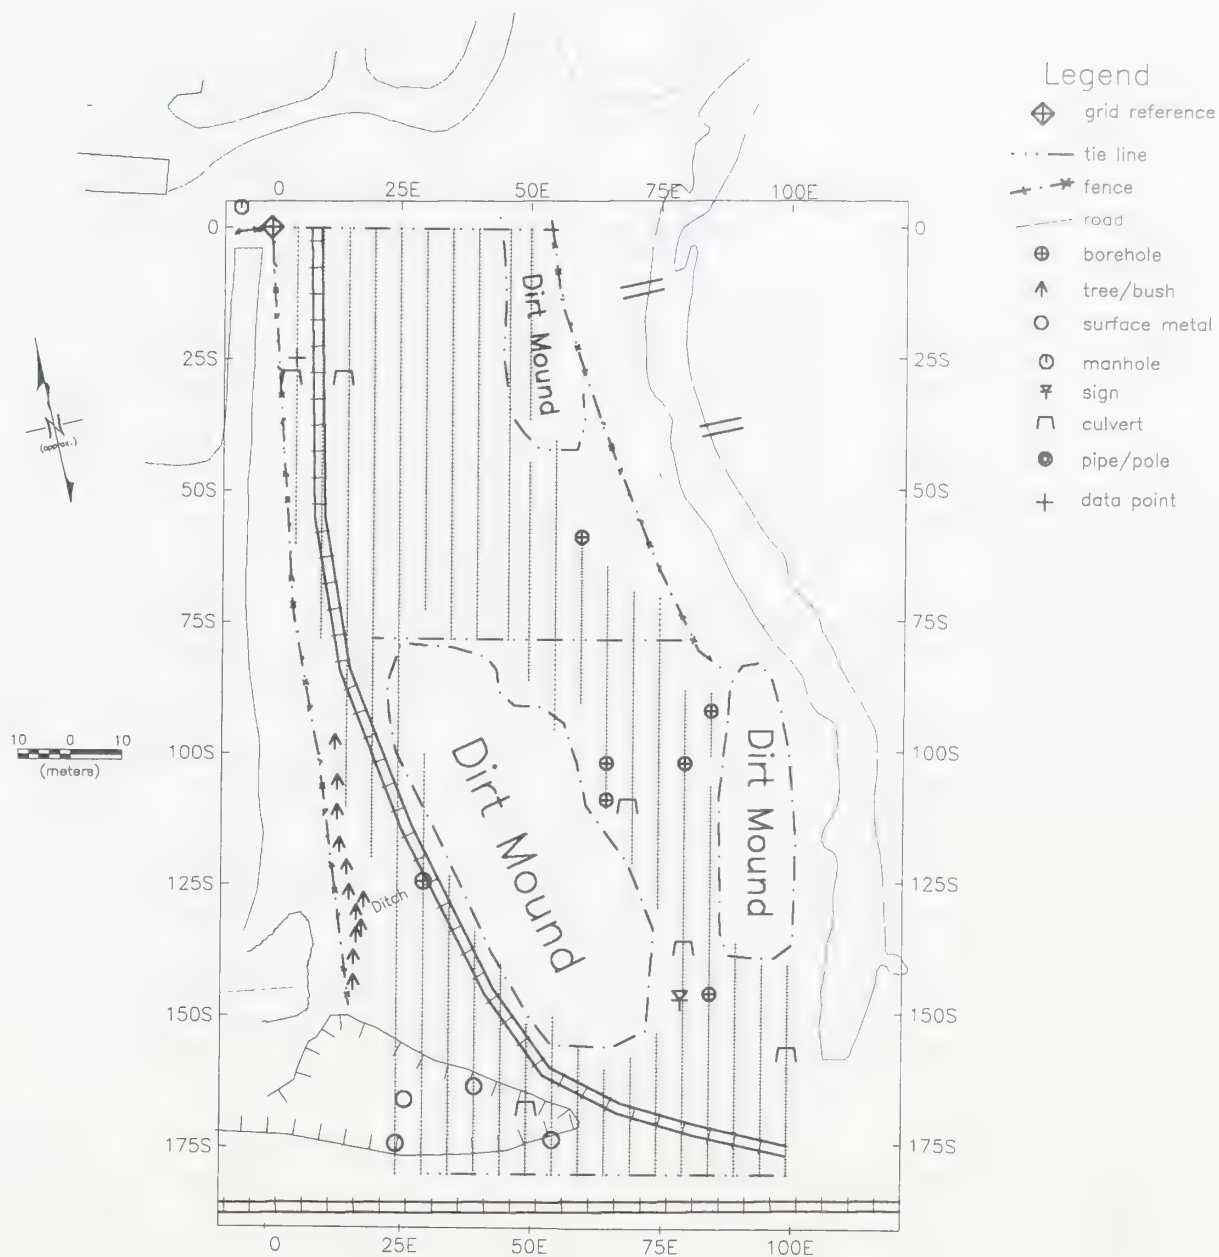 Legend
grid reference
tie line
fence
road
borehole
tree/bush
surface metal
manhole
sign
culvert
pipe/pole
data point
0 25E 50E 75E 100E
0 0
25S 25S
50S 50S
75S 75S
100S 100S
125S 125S
150S 150S
175S 175S
0 25E 50E 75E 100E
Dirt Mound
Dirt Mound
Dirt Mound
Ditch
N
(approx.)
10 0 10
(meters)